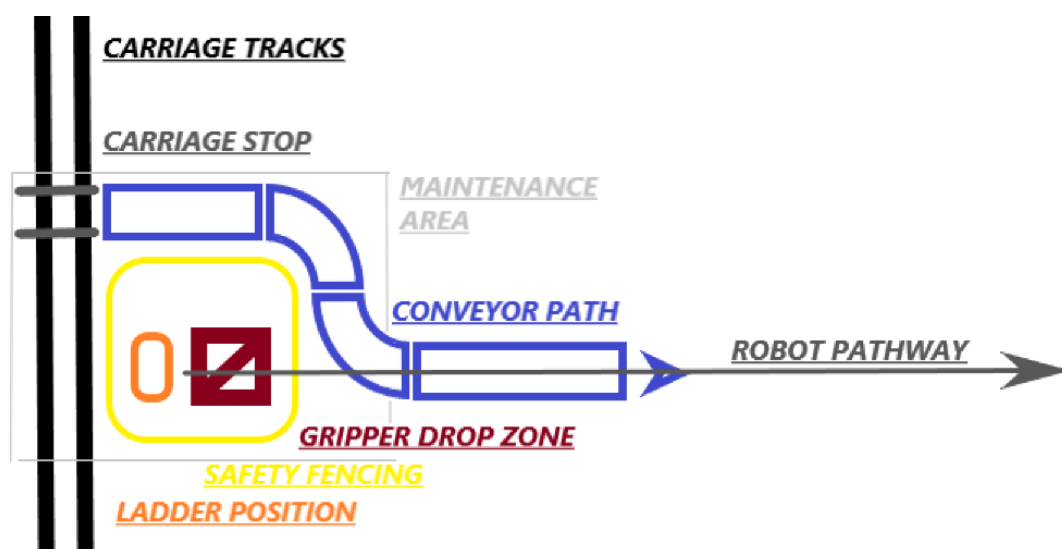 CARRIAGE TRACKS
CARRIAGE STOP
MAINTENANCE
AREA
CONVEYOR PATH
ROBOT PATHWAY
GRIPPER DROP ZONE
SAFETY FENCING
LADDER POSITION